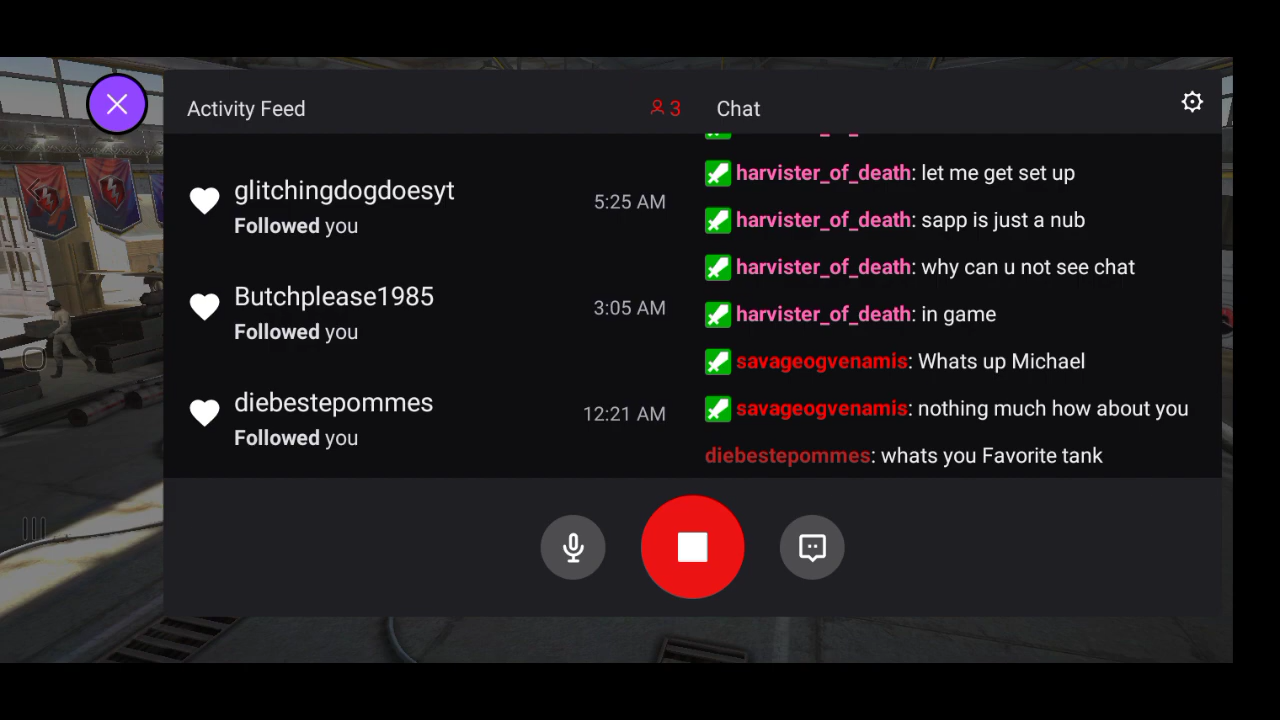 Activity Feed
3
Chat
glitchingdogdoesyt
Followed you
5:25 AM
Butchplease1985
Followed you
3:05 AM
diebestepommes
Followed you
12:21 AM
harvister_of_death: let me get set up
harvister_of_death: sapp is just a nub
harvister_of_death: why can u not see chat
harvister_of_death: in game
savageogvenamis: Whats up Michael
savageogvenamis: nothing much how about you
diebestepommes: whats you Favorite tank